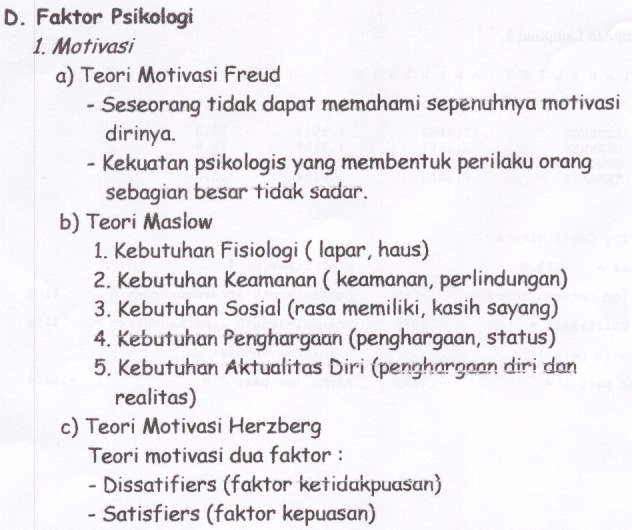 D. Faktor Psikologi
1. Motivasi
a) Teori Motivasi Freud
- Seseorang tidak dapat memahami sepenuhnya motivasi
dirinya.
- Kekuatan psikologis yang membentuk perilaku orang
sebagian besar tidak sadar.
b) Teori Maslow
1. Kebutuhan Fisiologi ( lapar, haus)
2. Kebutuhan Keamanan ( keamanan, perlindungan)
3. Kebutuhan Sosial (rasa memiliki, kasih sayang)
4. Kebutuhan Penghargaan (penghargaan, status)
5. Kebutuhan Aktualitas Diri (penghargaan diri dan
realitas)
c) Teori Motivasi Herzberg
Teori motivasi dua faktor :
- Dissatifiers (faktor ketidakpuasan)
- Satisfiers (faktor kepuasan)